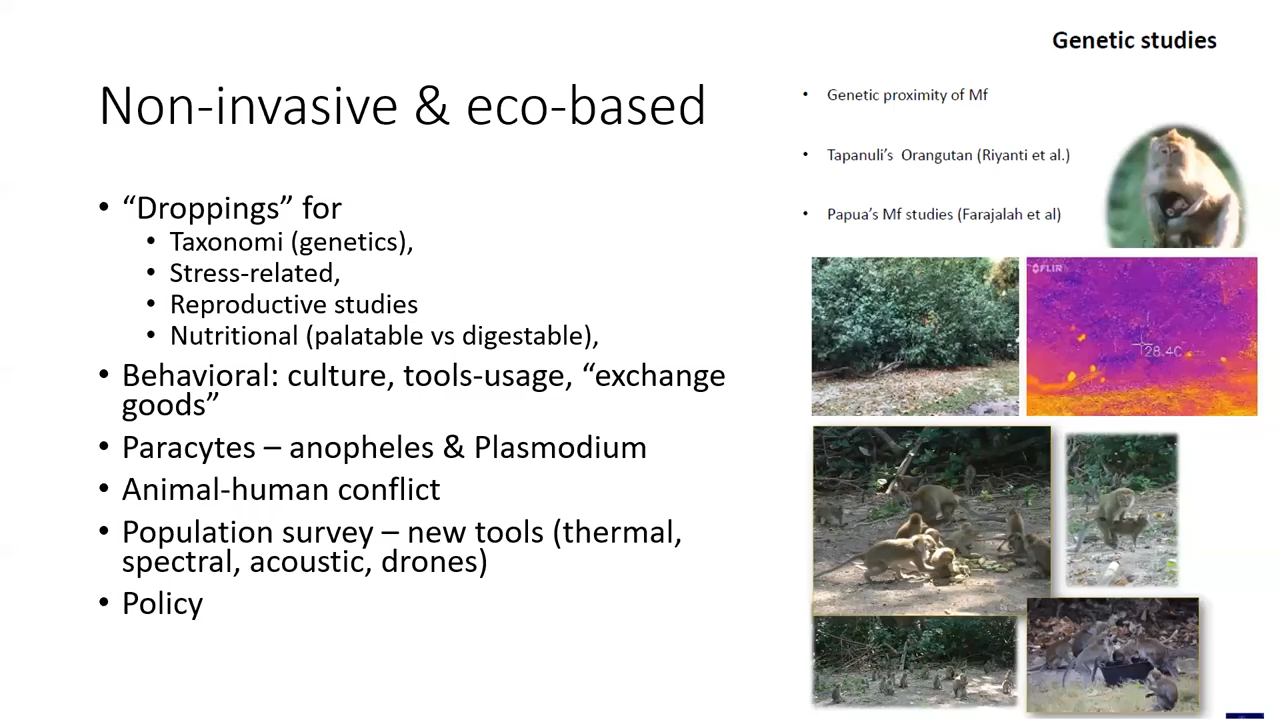 Genetic studies
Non-invasive & eco-based
• “Droppings” for
• Taxonomi (genetics),
• Stress-related,
• Reproductive studies
• Nutritional (palatable vs digestable),
• Behavioral: culture, tools-usage, “exchange
goods”
• Paracytes – anopheles & Plasmodium
• Animal-human conflict
• Population survey – new tools (thermal,
spectral, acoustic, drones)
• Policy
• Genetic proximity of Mf
• Tapanuli’s Orangutan (Riyanti et al.)
• Papua’s Mf studies (Farajalah et al)
FLIR
28.4C